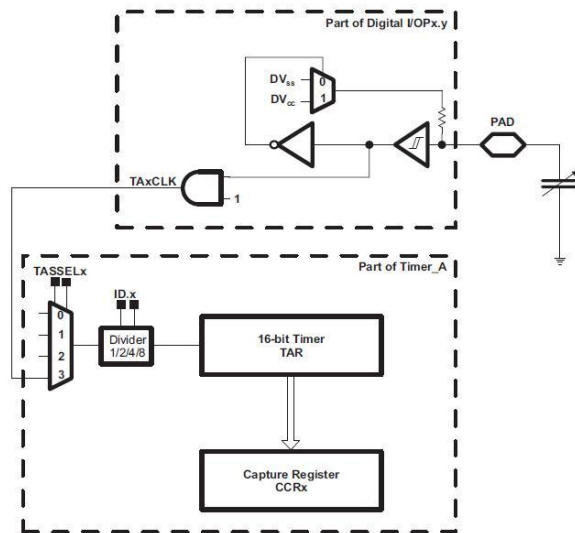 Part of Digital I/OPx.y
DVss
0
DVcc
1
PAD
TAxCLK
1
Part of Timer_A
TASSELx
ID.x
0
1
2
3
Divider
1/2/4/8
16-bit Timer
TAR
Capture Register
CCRx